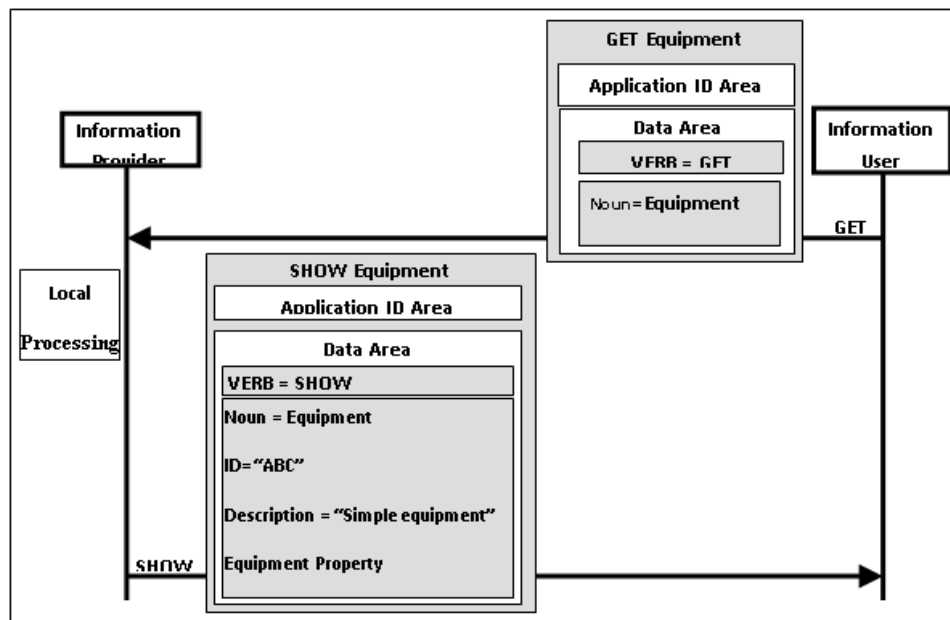 GET Equipment
Application ID Area
Data Area
VERB = GET
Noun= Equipment
Information
Provider
Information
User
GET
SHOW Equipment
Application ID Area
Data Area
VERB = SHOW
Noun = Equipment
ID=“ABC”
Description = “Simple equipment”
Equipment Property
Local
Processing
SHOW